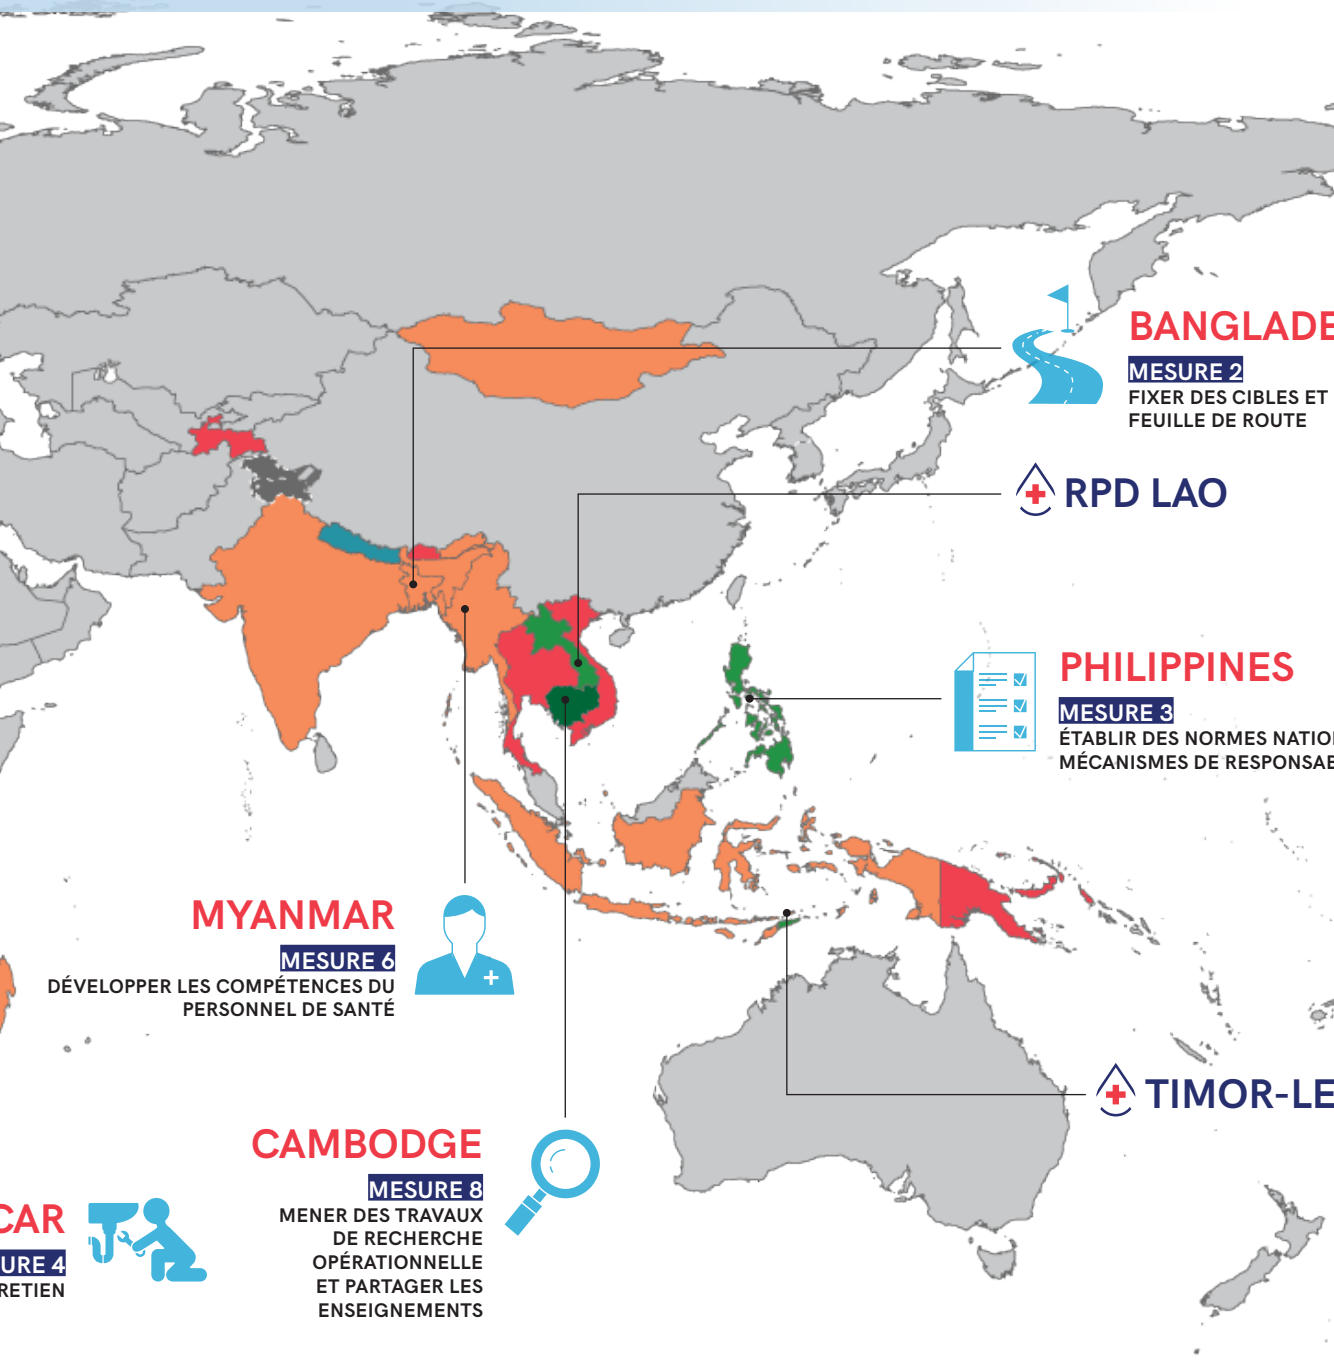 BANGLADE
MESURE 2
FIXER DES CIBLES ET
FEUILLE DE ROUTE
RPD LAO
PHILIPPINES
MESURE 3
ÉTABLIR DES NORMES NATIO
MÉCANISMES DE RESPONSAB
MYANMAR
MESURE 6
DÉVELOPPER LES COMPÉTENCES DU
PERSONNEL DE SANTÉ
TIMOR-LE
CAMBODGE
MESURE 8
MENER DES TRAVAUX
DE RECHERCHE
OPÉRATIONNELLE
ET PARTAGER LES
ENSEIGNEMENTS
CAR
URE 4
RETIEN